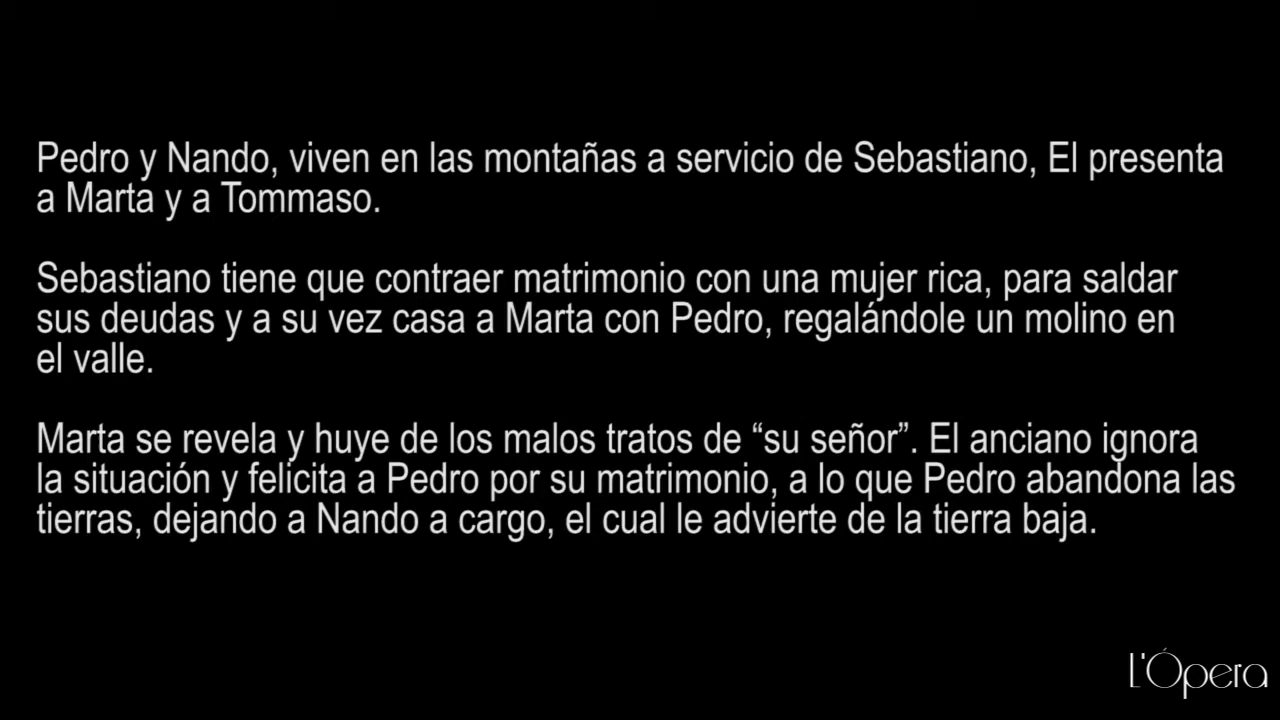 Pedro y Nando, viven en las montañas a servicio de Sebastiano, El presenta
a Marta y a Tommaso.
Sebastiano tiene que contraer matrimonio con una mujer rica, para saldar
sus deudas y a su vez casa a Marta con Pedro, regalándole un molino en
el valle.
Marta se revela y huye de los malos tratos de “su señor”. El anciano ignora
la situación y felicita a Pedro por su matrimonio, a lo que Pedro abandona las
tierras, dejando a Nando a cargo, el cual le advierte de la tierra baja.
L'Ópera